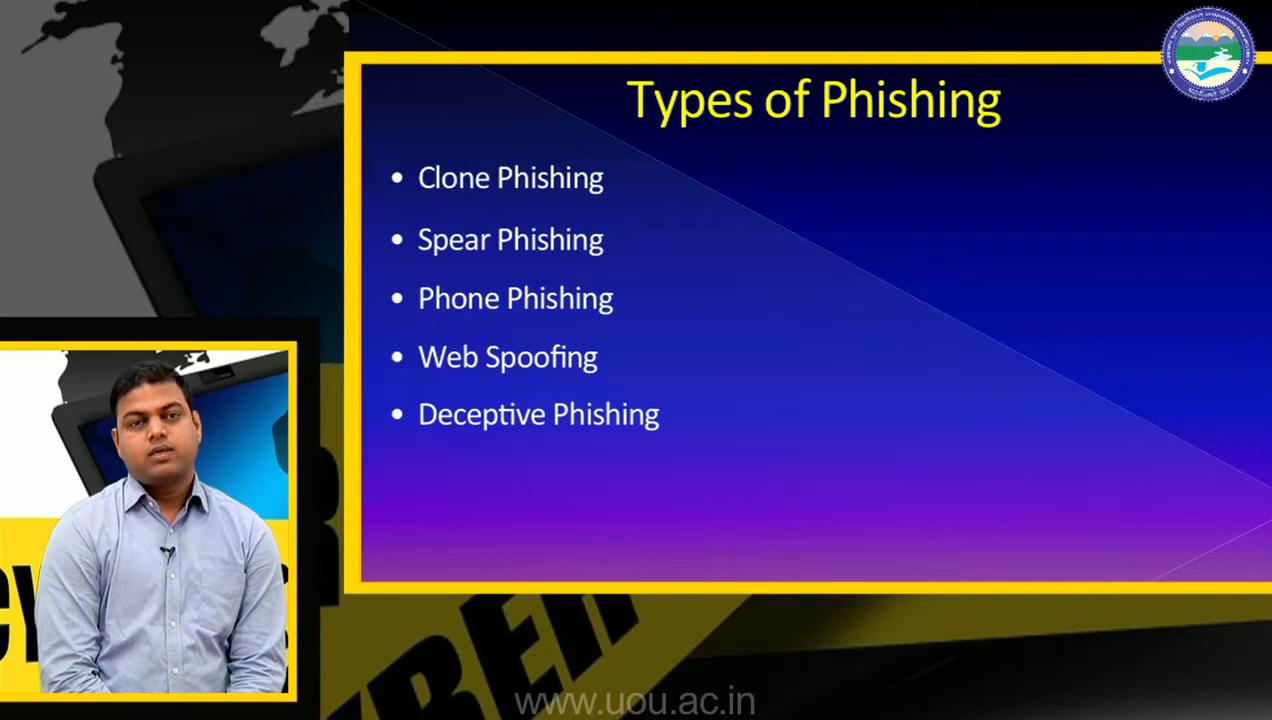 Types of Phishing
• Clone Phishing
• Spear Phishing
• Phone Phishing
• Web Spoofing
• Deceptive Phishing
www.uou.ac.in